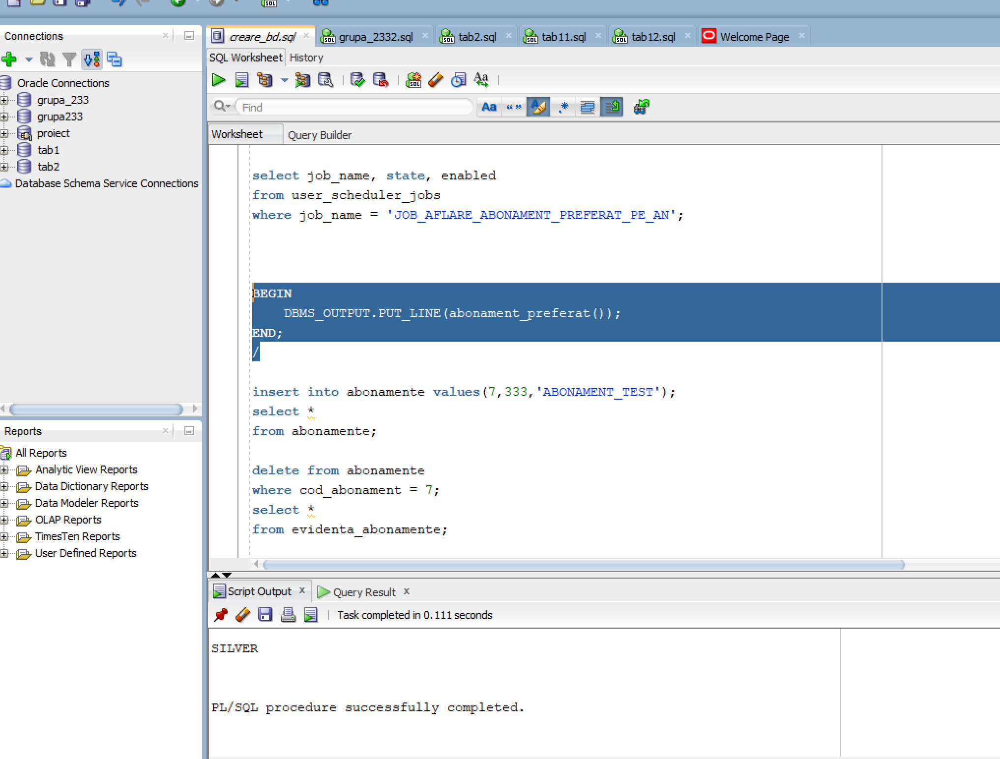 Connections
Oracle Connections
grupa_233
grupa233
proiect
tab1
tab2
Database Schema Service Connections
Reports
All Reports
Analytic View Reports
Data Dictionary Reports
Data Modeler Reports
OLAP Reports
TimesTen Reports
User Defined Reports
creare_bd.sql
grupa_2332.sql
tab2.sql
tab11.sql
tab12.sql
Welcome Page
SQL Worksheet History
Find
Aa
Worksheet Query Builder
select job_name, state, enabled
from user_scheduler_jobs
where job_name = 'JOB_AFLARE_ABONAMENT_PREFERAT_PE_AN';
BEGIN
DBMS_OUTPUT.PUT_LINE(abonament_preferat());
END;
/
insert into abonamente values(7,333,'ABONAMENT_TEST');
select *
from abonamente;
delete from abonamente
where cod_abonament = 7;
select *
from evidenta_abonamente;
Script Output Query Result
Task completed in 0.111 seconds
SILVER
PL/SQL procedure successfully completed.